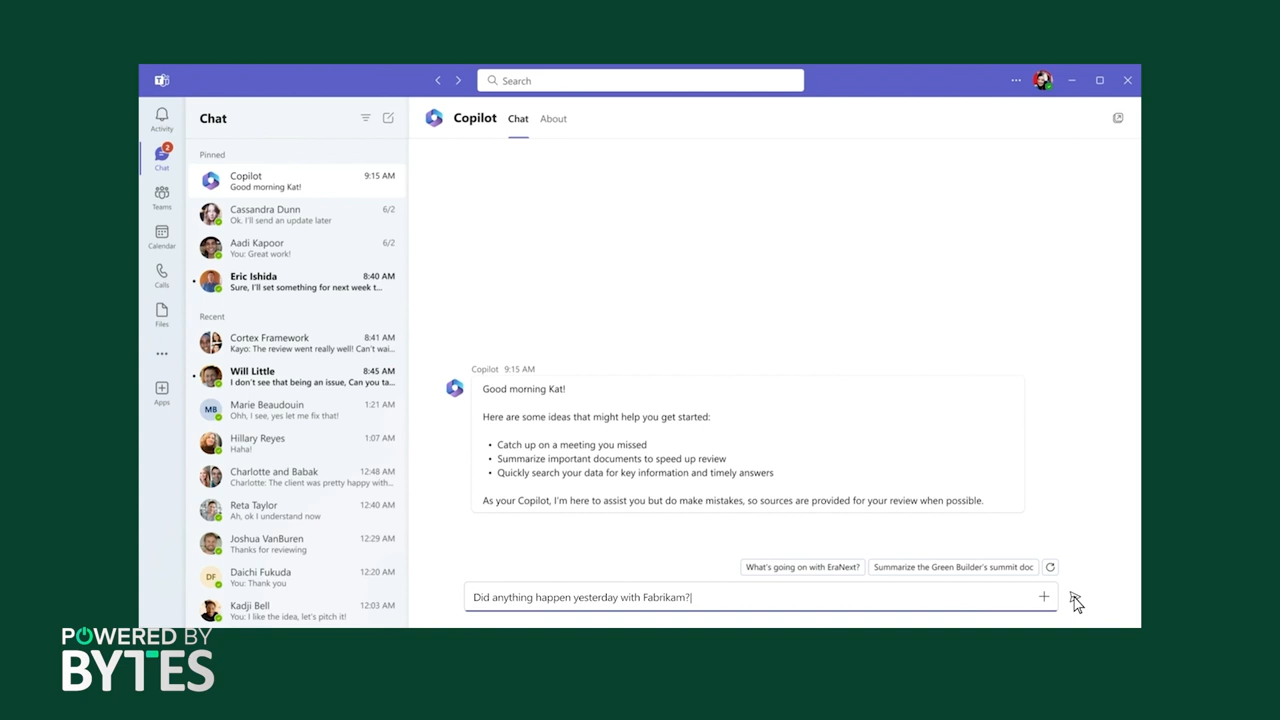 Search
Activity
2
Chat
Teams
Calendar
Calls
Files
Apps
Chat
Pinned
Copilot 9:15 AM
Good morning Kat!
Cassandra Dunn 6/2
Ok. I'll send an update later
Aadi Kapoor 6/2
You: Great work!
Eric Ishida 8:40 AM
Sure, I'll set something for next week t...
Recent
Cortex Framework 8:41 AM
Kayo: The review went really well! Can't wai...
Will Little 8:45 AM
I don't see that being an issue, Can you ta...
MB
Marie Beaudouin 1:21 AM
Ohh, I see, yes let me fix that!
Hillary Reyes 1:07 AM
Haha!
Charlotte and Babak 12:48 AM
Charlotte: The client was pretty happy with...
Reta Taylor 12:40 AM
Ah, ok I understand now
Joshua VanBuren 12:29 AM
Thanks for reviewing
DF
Daichi Fukuda 12:20 AM
You: Thank you
Kadji Bell 12:03 AM
You: I like the idea, let's pitch it!
Copilot Chat About
Copilot 9:15 AM
Good morning Kat!
Here are some ideas that might help you get started:
• Catch up on a meeting you missed
• Summarize important documents to speed up review
• Quickly search your data for key information and timely answers
As your Copilot, I'm here to assist you but do make mistakes, so sources are provided for your review when possible.
What's going on with EraNext? Summarize the Green Builder's summit doc
Did anything happen yesterday with Fabrikam?
POWERED BY
BYTES